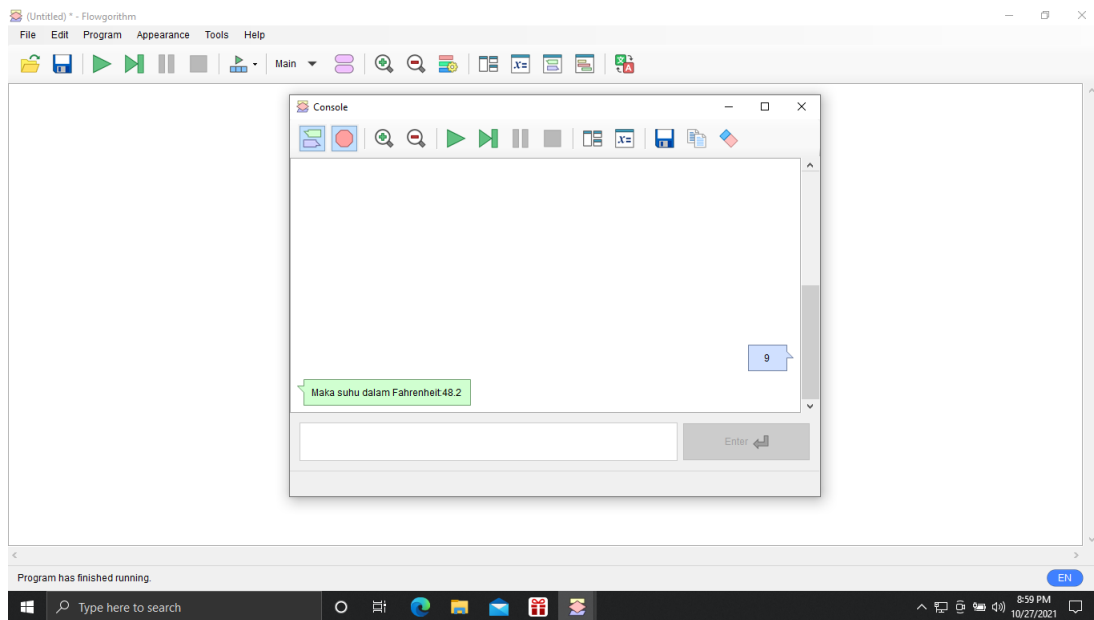 (Untitled) * - Flowgorithm
File Edit Program Appearance Tools Help
Main
Console
9
Maka suhu dalam Fahrenheit:48.2
Enter
Program has finished running.
EN
Type here to search
8:59 PM
10/27/2021